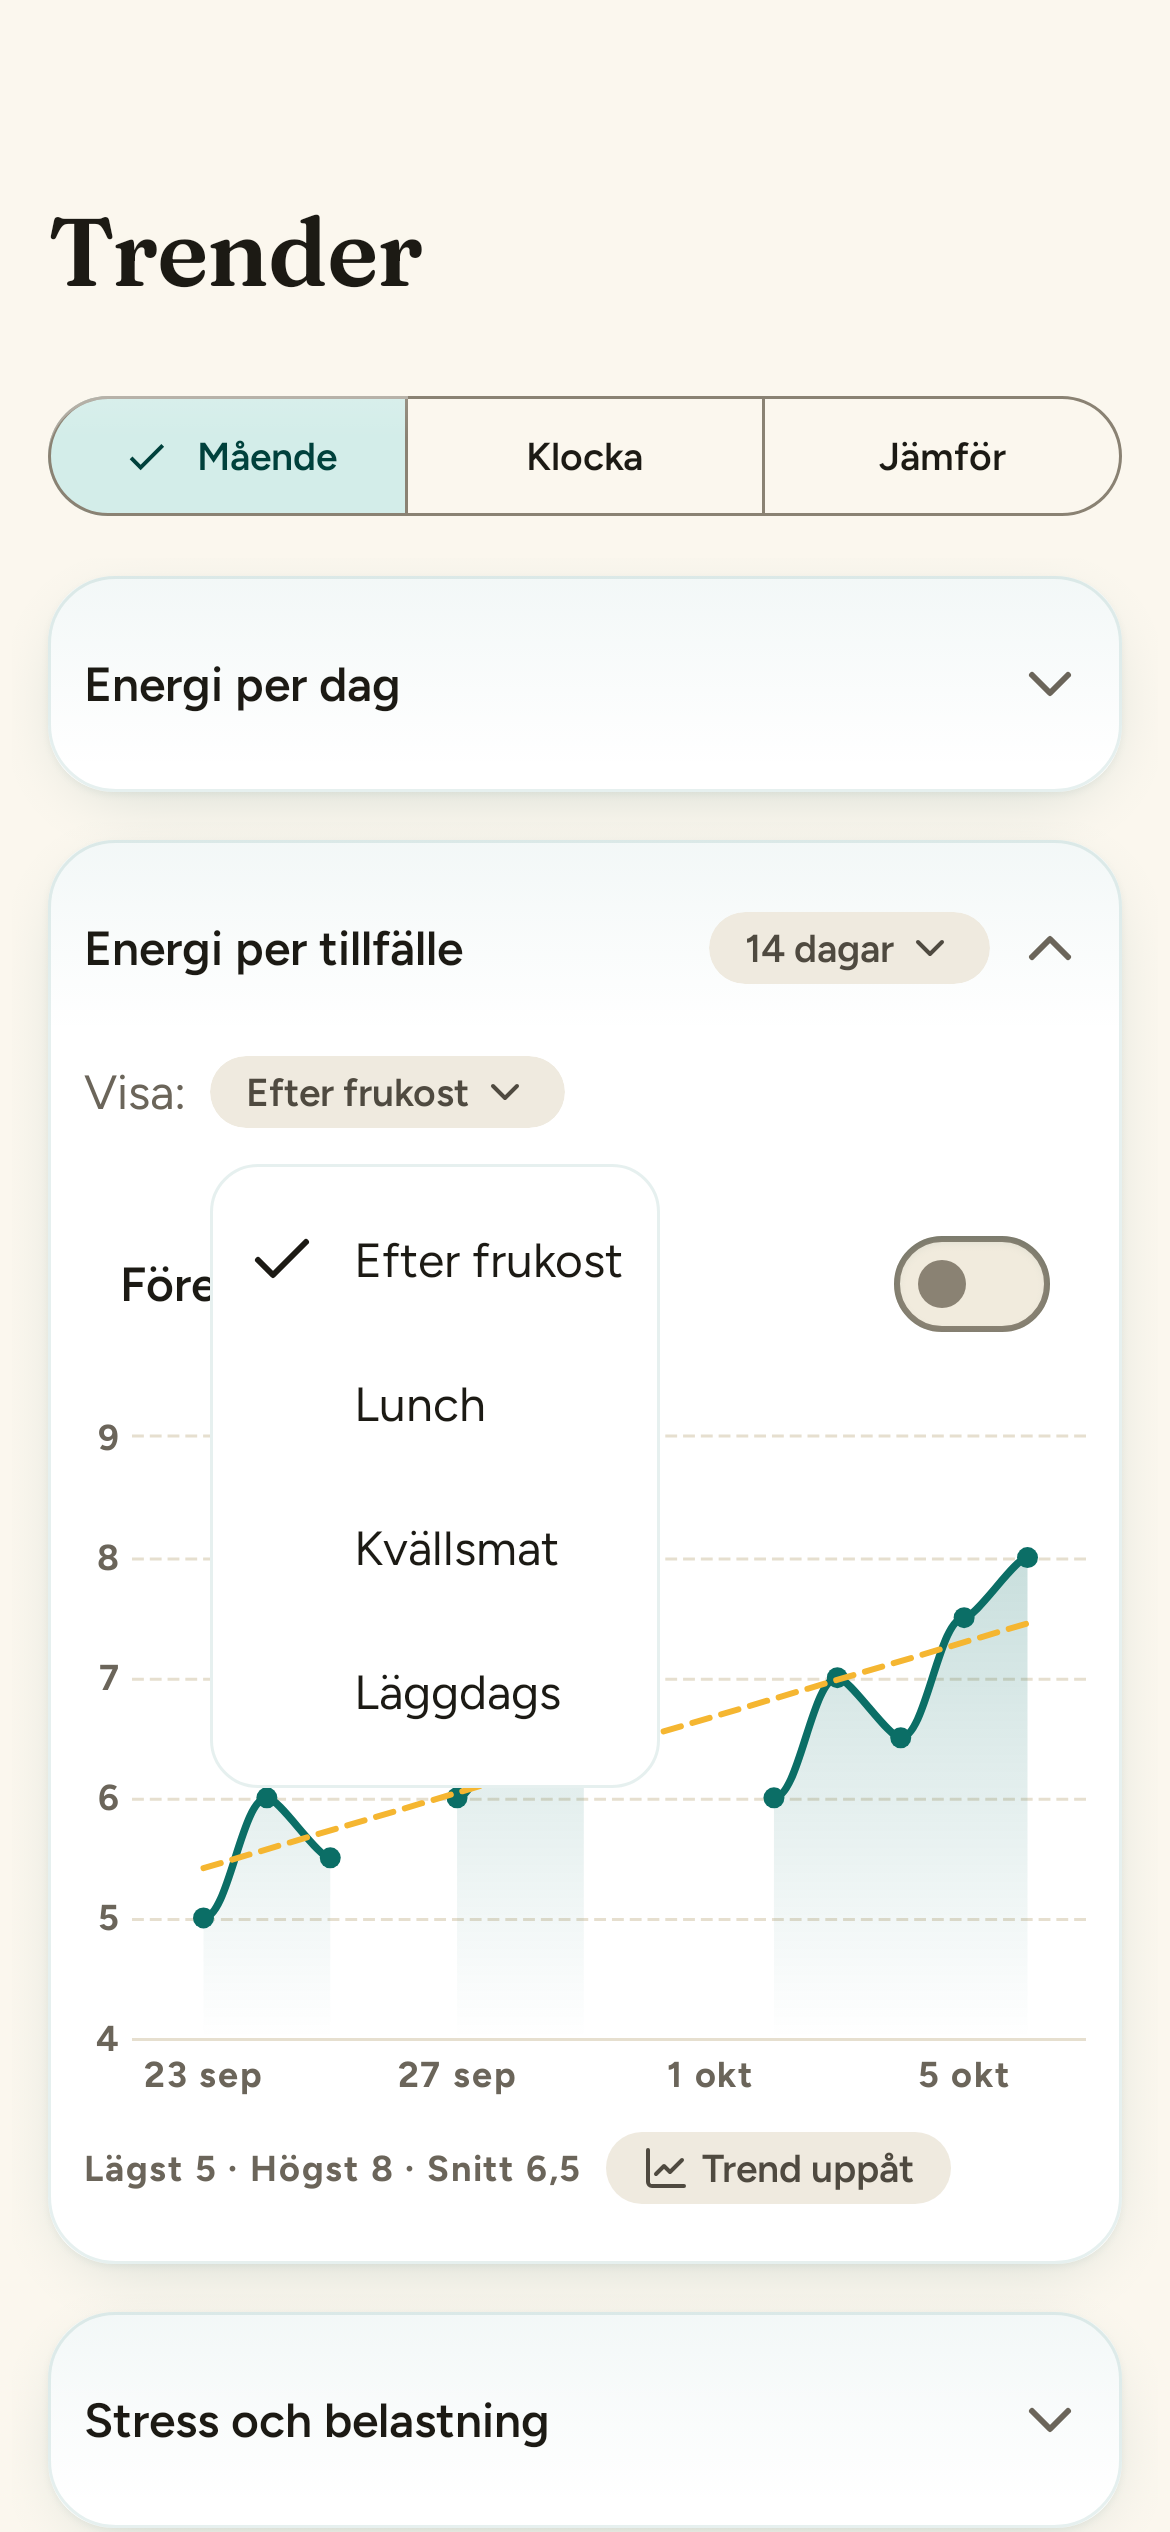 Trender
Mående
Klocka
Jämför
Energi per dag
Energi per tillfälle
14 dagar
Visa:
Efter frukost
Efter frukost
Lunch
Kvällsmat
Läggdags
9
8
7
6
5
4
23 sep
27 sep
1 okt
5 okt
Lägst 5 · Högst 8 · Snitt 6,5
Trend uppåt
Stress och belastning